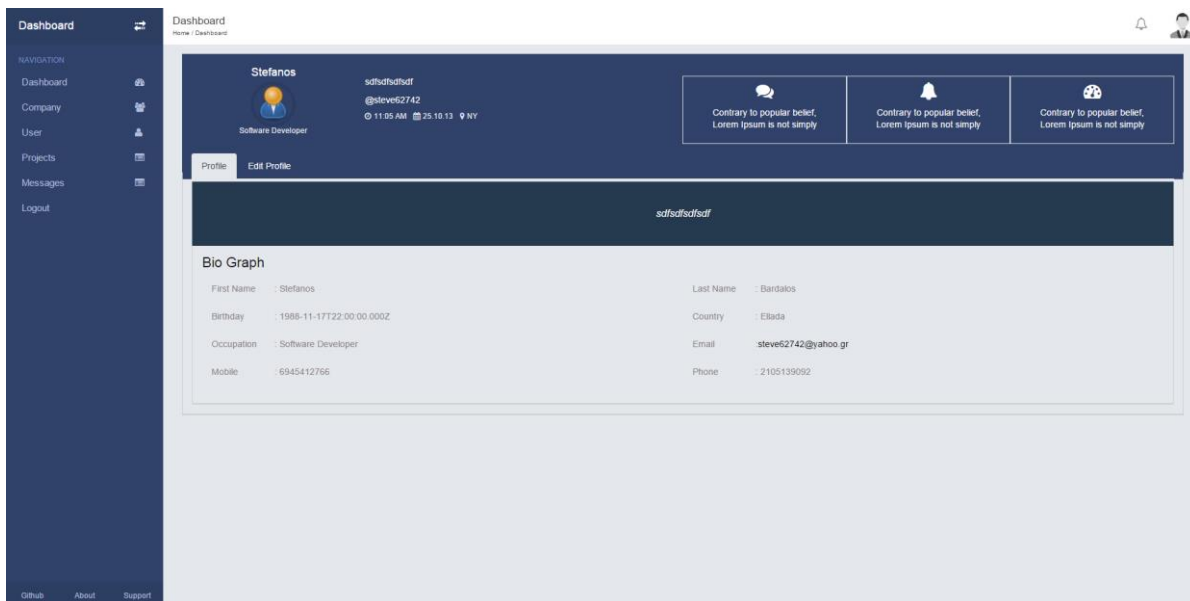 Dashboard
Dashboard
Home / Dashboard
NAVIGATION
Dashboard
Company
User
Projects
Messages
Logout
Github About Support
Stefanos
Software Developer
sdfsdfsdfsdf
@steve62742
11:05 AM 25.10.13 NY
Contrary to popular belief,
Lorem Ipsum is not simply
Contrary to popular belief,
Lorem Ipsum is not simply
Contrary to popular belief,
Lorem Ipsum is not simply
Profile Edit Profile
sdfsdfsdfsdf
Bio Graph
First Name : Stefanos
Last Name : Bardalos
Birthday : 1988-11-17T22:00:00.000Z
Country : Ellada
Occupation : Software Developer
Email :steve62742@yahoo.gr
Mobile : 6945412766
Phone : 2105139092